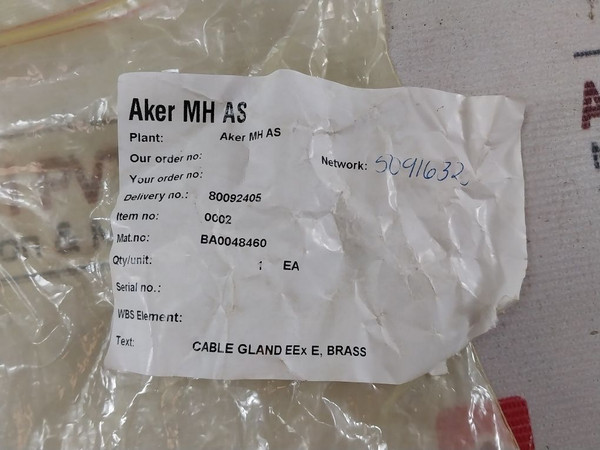 Aker MH AS
Plant: Aker MH AS
Our order no:
Network: 5091632
Your order no:
Delivery no.: 80092405
Item no: 0002
Mat.no: BA0048460
Qty/unit: 1 EA
Serial no.:
WBS Element:
Text: CABLE GLAND EEx E, BRASS